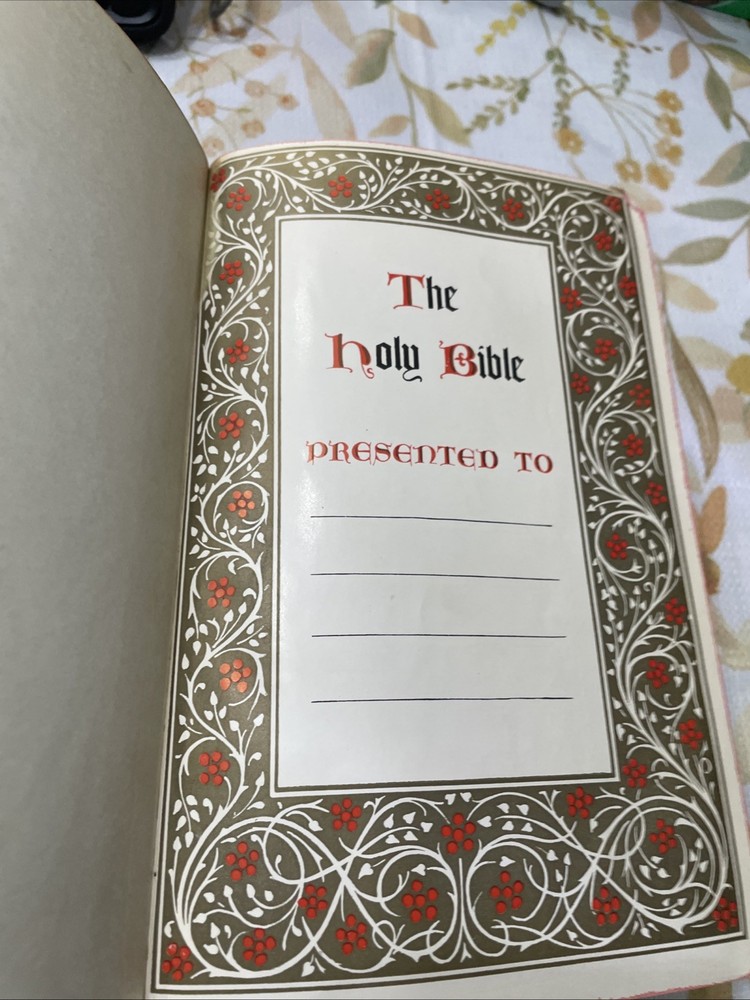 The
Holy Bible
PRESENTED TO